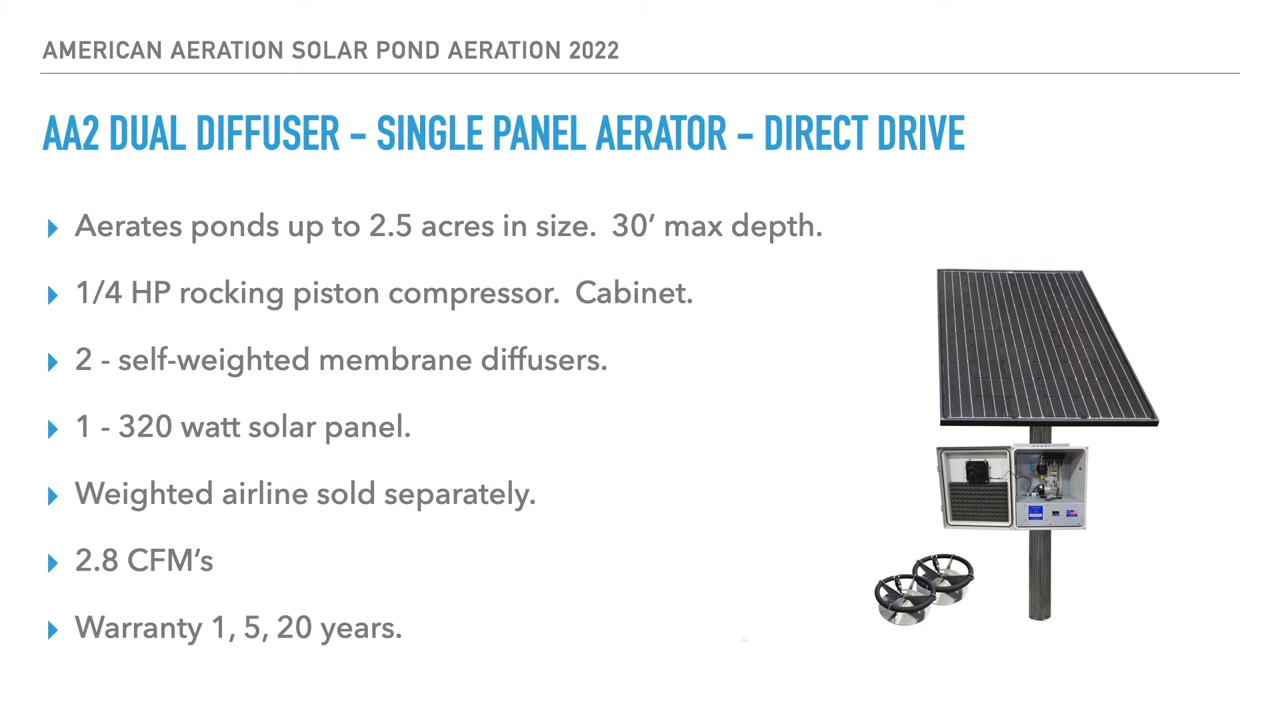 AMERICAN AERATION SOLAR POND AERATION 2022
AA2 DUAL DIFFUSER - SINGLE PANEL AERATOR - DIRECT DRIVE
Aerates ponds up to 2.5 acres in size.  30’ max depth.
1/4 HP rocking piston compressor.  Cabinet.
2 - self-weighted membrane diffusers.
1 - 320 watt solar panel.
Weighted airline sold separately.
2.8 CFM’s
Warranty 1, 5, 20 years.